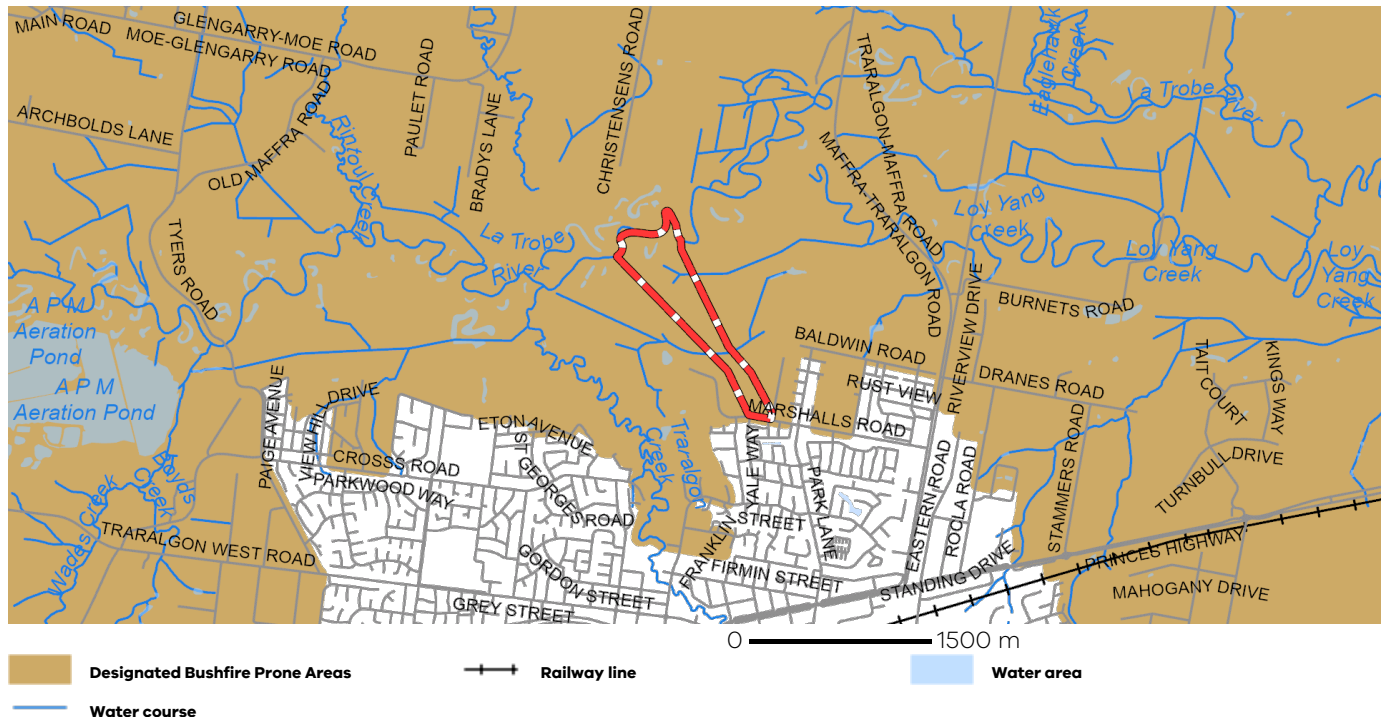 MAIN ROAD
GLENGARRY-MOE ROAD
MOE-GLENGARRY ROAD
PAULET ROAD
BRADYS LANE
CHRISTENSENS ROAD
TRARALGON-MAFFRA ROAD
Eaglehawk
Creek
La Trobe River
ARCHBOLDS LANE
OLD MAFFRA ROAD
Rintoul Creek
MAFFRA-TRARALGON ROAD
Loy Yang
Creek
La Trobe
River
Loy Yang
Creek
Loy
Yang
Creek
TYERS ROAD
A P M
Aeration
Pond
A P M
Aeration Pond
BURNETS ROAD
RIVERVIEW DRIVE
BALDWIN ROAD
RUST VIEW
DRANES ROAD
TAIT COURT
KINGS WAY
PAIGE AVENUE
VIEW HILL DRIVE
ETON AVENUE
MARSHALLS ROAD
CROSSS ROAD
PARKWOOD WAY
ST GEORGES ROAD
Traralgon
Creek
YALE WAY
PARK LANE
EASTERN ROAD
ROCLA ROAD
STAMMERS ROAD
TURNBULL DRIVE
Boyds
Creek
Wades Creek
TRARALGON WEST ROAD
GORDON STREET
GREY STREET
FRANKLIN STREET
FIRMIN STREET
STANDING DRIVE
PRINCES HIGHWAY
MAHOGANY DRIVE
0 1500 m
Designated Bushfire Prone Areas
Railway line
Water area
Water course